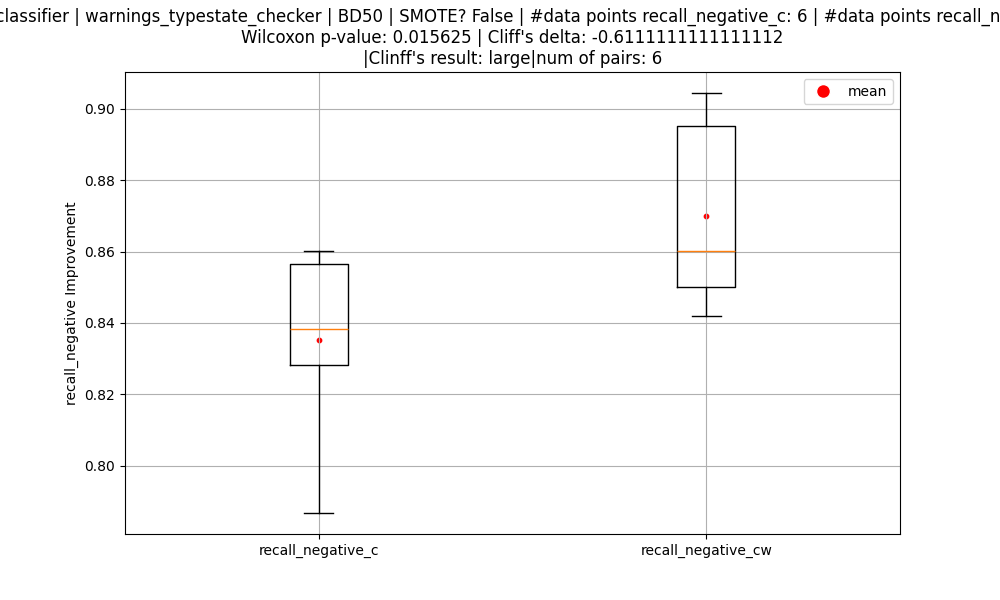 classifier | warnings_typestate_checker | BD50 | SMOTE? False | #data points recall_negative_c: 6 | #data points
Wilcoxon p-value: 0.015625 | Cliff's delta: -0.6111111111111112
|Clinff's result: large|num of pairs: 6
mean
0.90
0.88
0.86
0.84
0.82
0.80
recall_negative Improvement
recall_negative_c
recall_negative_cw